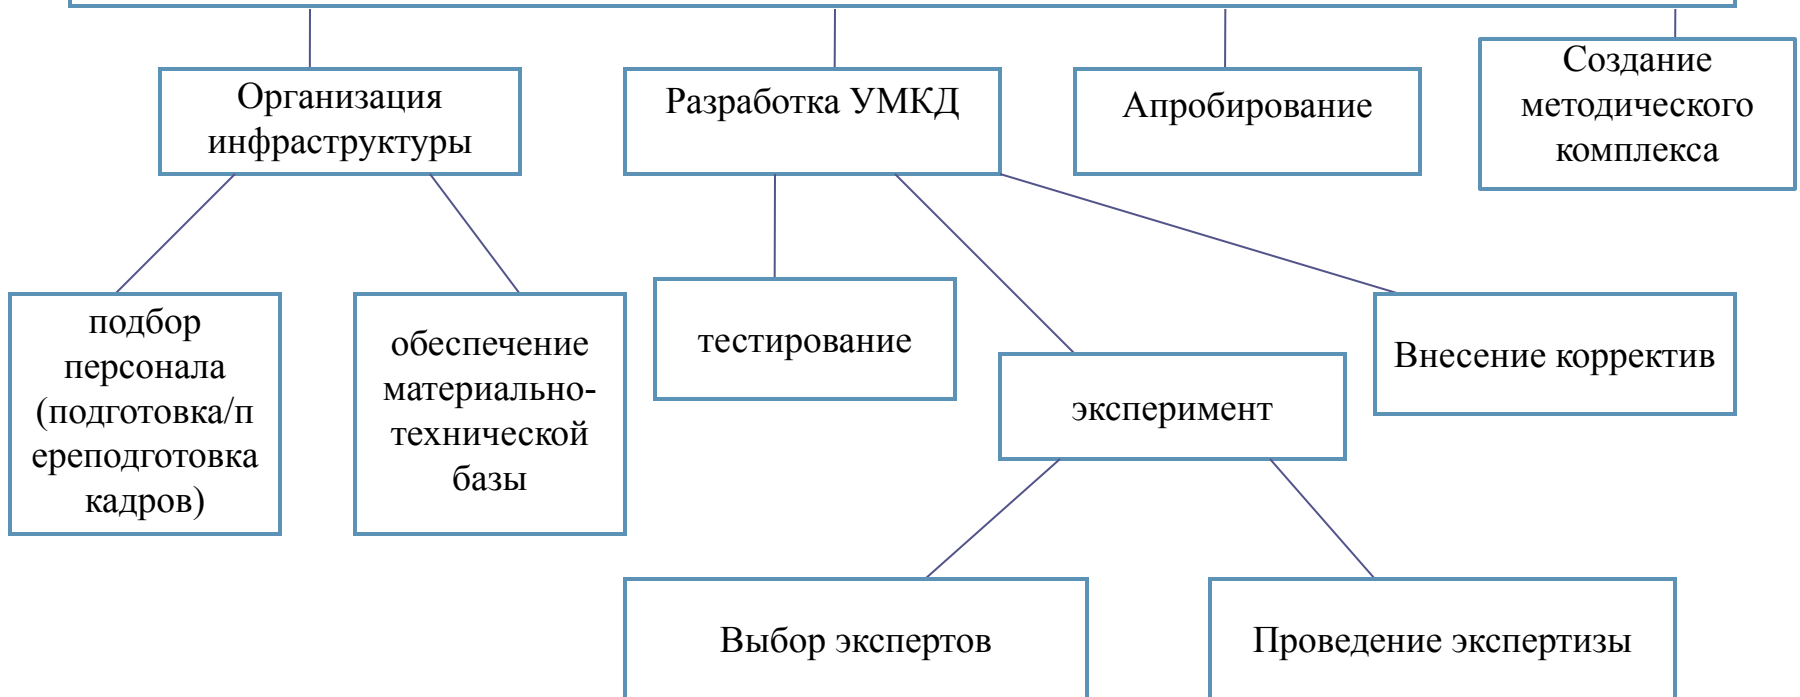 Организация
инфраструктуры
Разработка УМКД
Апробирование
Создание
методического
комплекса
подбор
персонала
(подготовка/п
ереподготовка
кадров)
обеспечение
материально-
технической
базы
тестирование
эксперимент
Внесение корректив
Выбор экспертов
Проведение экспертизы